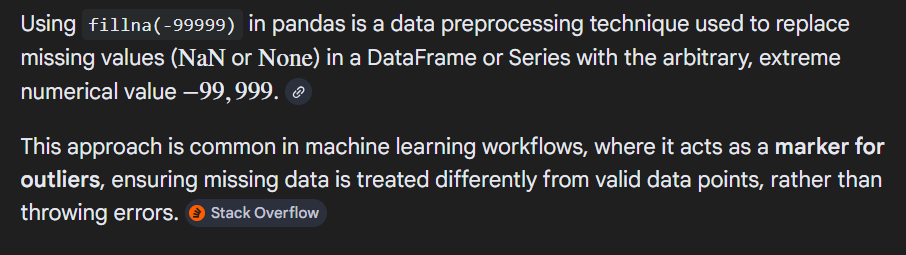 Using fillna(-99999) in pandas is a data preprocessing technique used to replace
missing values (NaN or None) in a DataFrame or Series with the arbitrary, extreme
numerical value −99,999.
This approach is common in machine learning workflows, where it acts as a marker for
outliers, ensuring missing data is treated differently from valid data points, rather than
throwing errors. Stack Overflow